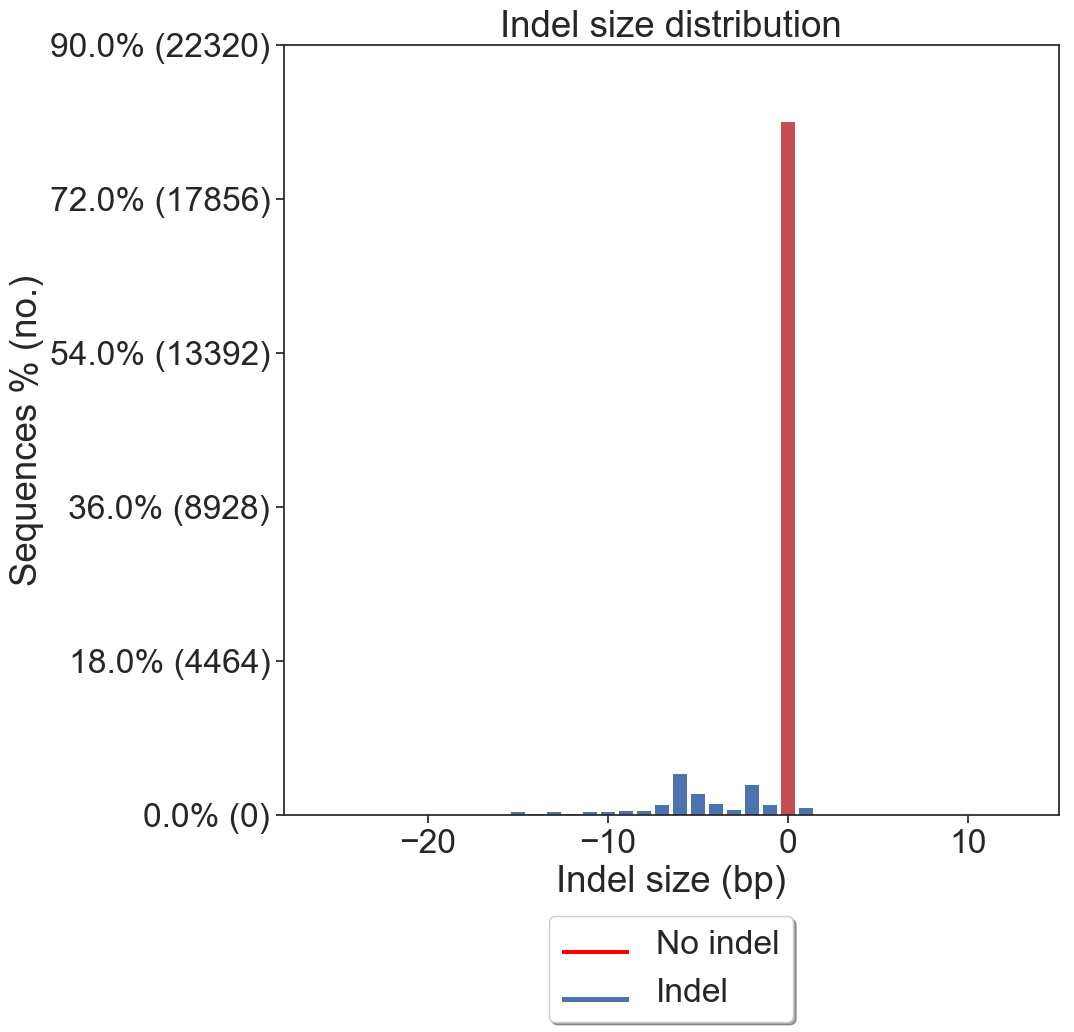 Indel size distribution
90.0% (22320)
72.0% (17856)
54.0% (13392)
36.0% (8928)
18.0% (4464)
0.0% (0)
Sequences % (no.)
−20 −10 0 10
Indel size (bp)
No indel
Indel